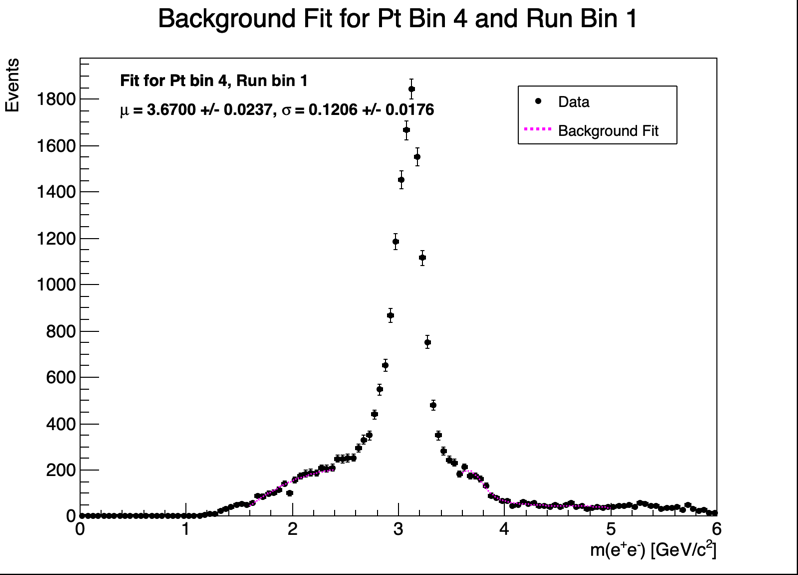 Background Fit for Pt Bin 4 and Run Bin 1
Events
Fit for Pt bin 4, Run bin 1
μ = 3.6700 +/- 0.0237, σ = 0.1206 +/- 0.0176
Data
Background Fit
1800
1600
1400
1200
1000
800
600
400
200
0
0 1 2 3 4 5 6
m(e⁺e⁻) [GeV/c²]